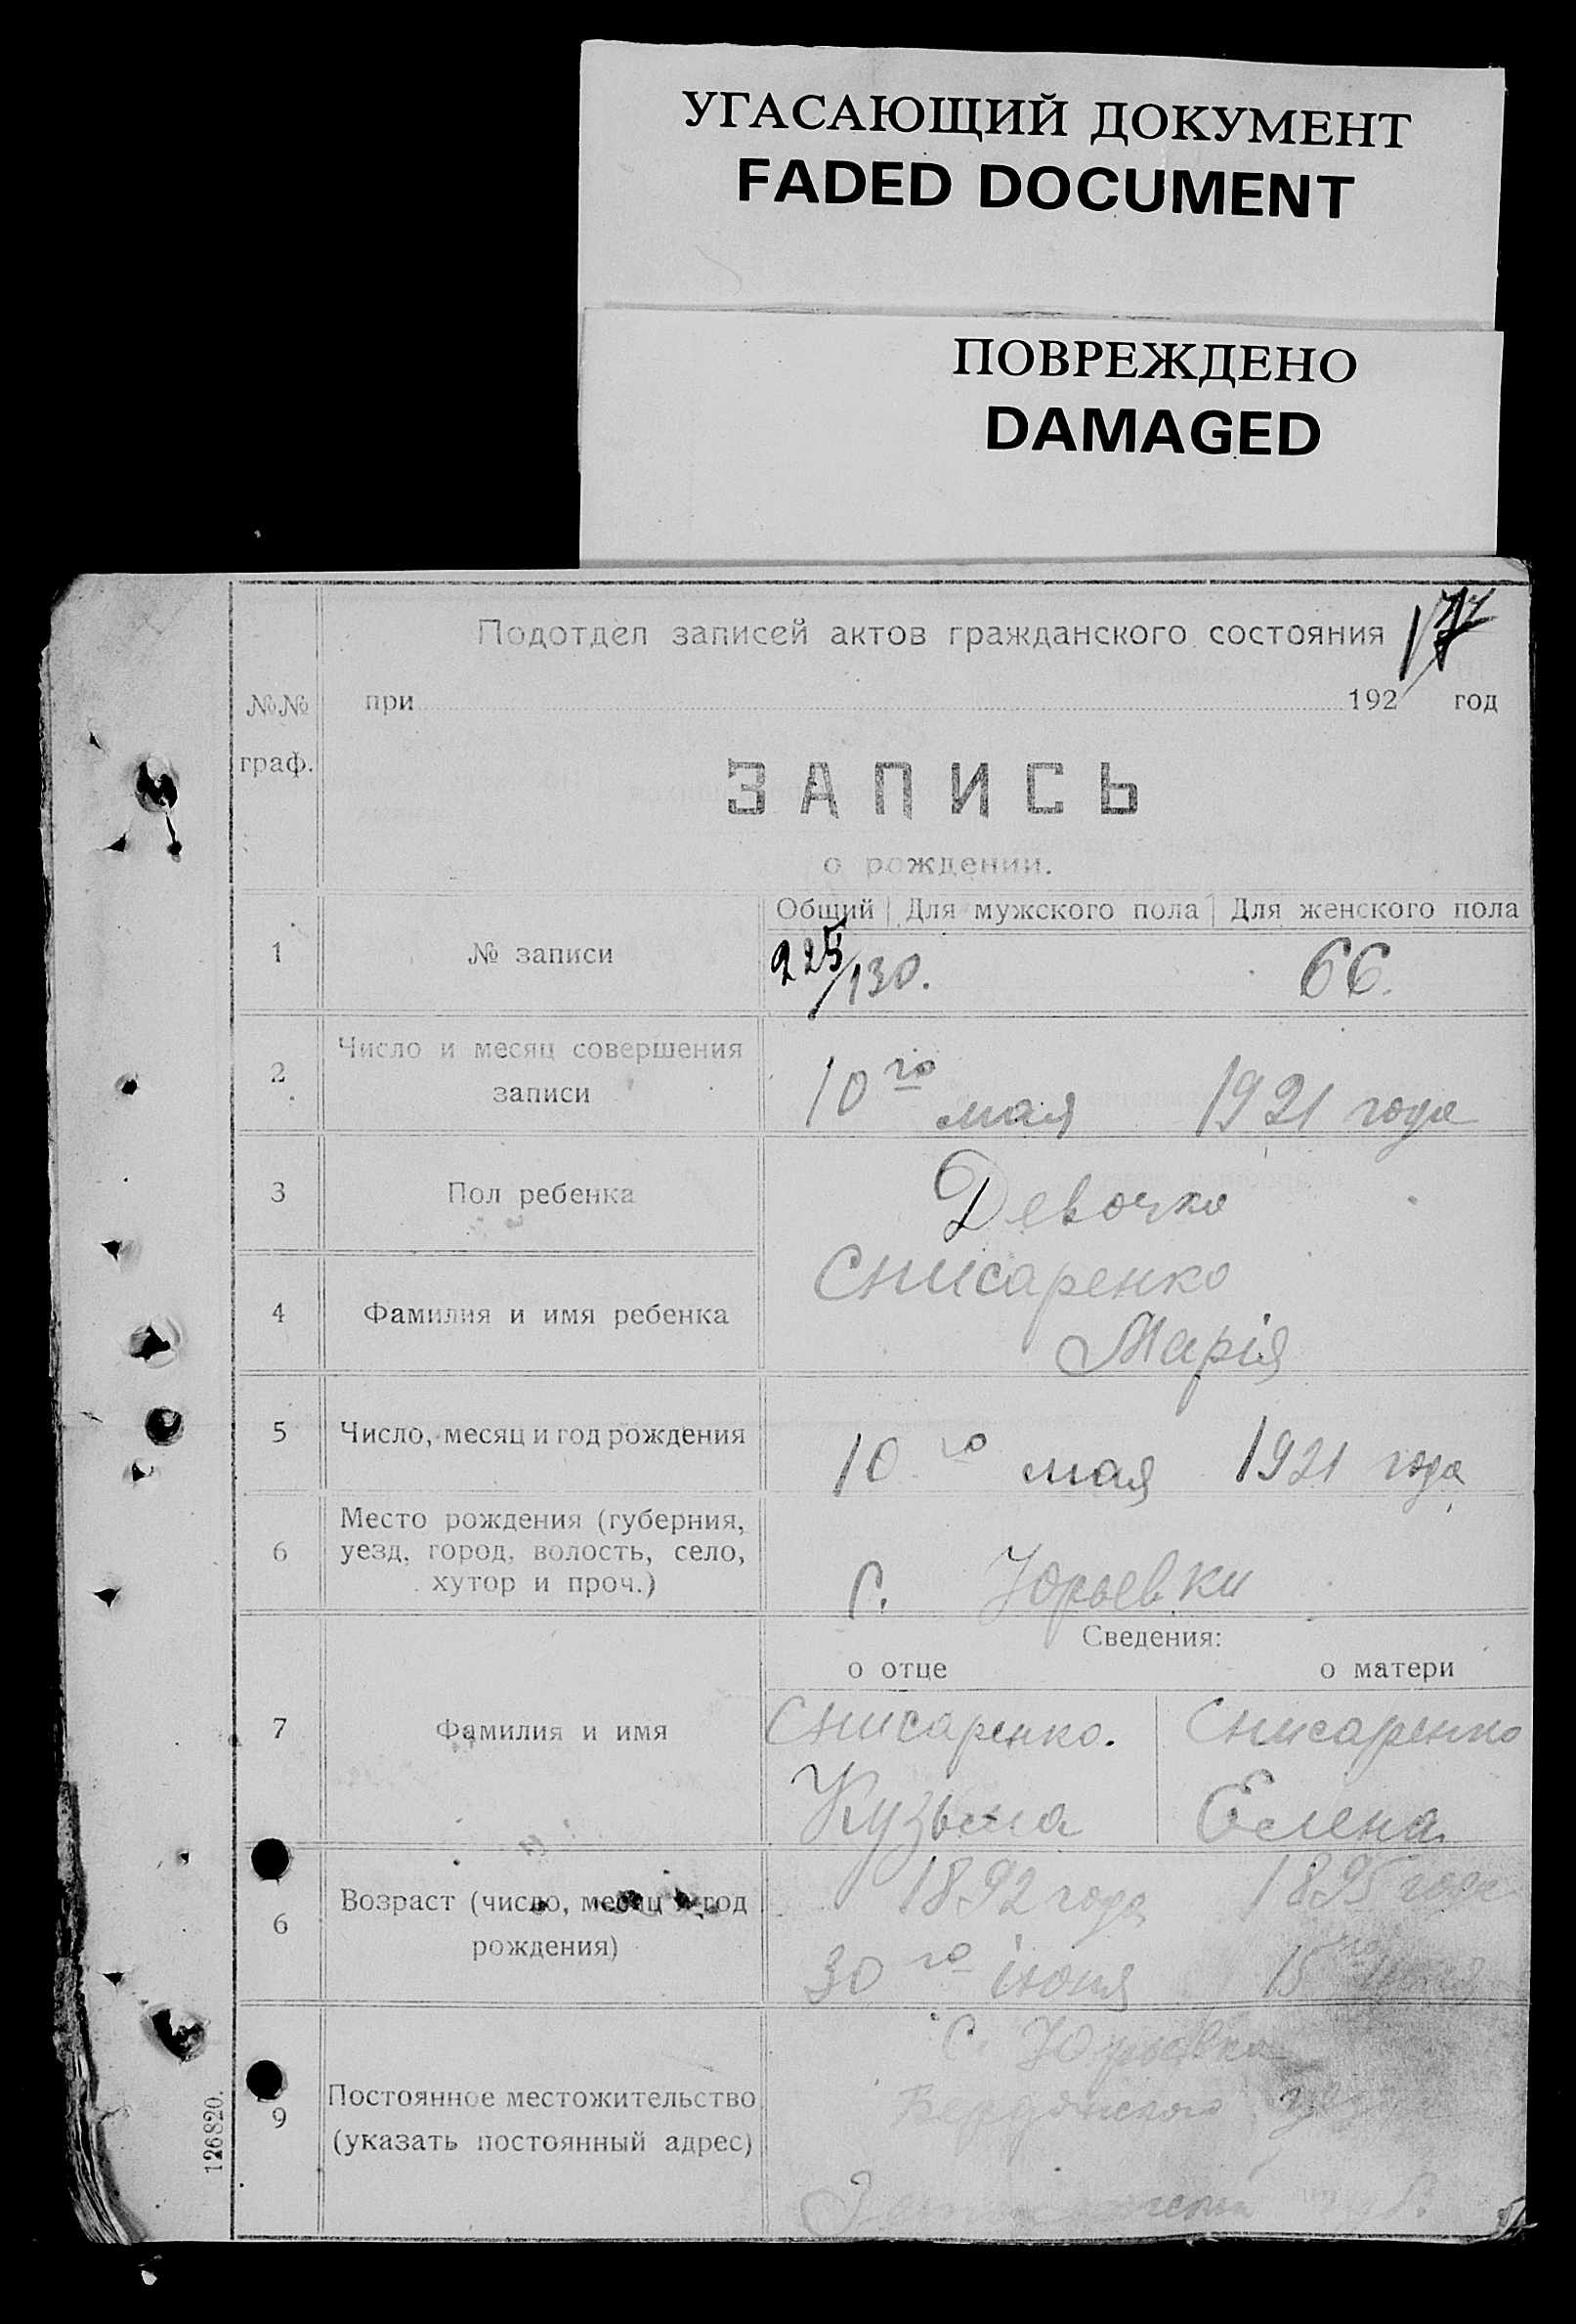 УГАСАЮЩИЙ ДОКУМЕНТ
FADED DOCUMENT
ПОВРЕЖДЕНО
DAMAGED
Подотдел записей актов гражданского состояния
№№ при 192 год
граф.
ЗАПИСЬ
о рождении.
Общий Для мужского пола Для женского пола
1 № записи 225/130. 66.
2 Число и месяц совершения
записи 10го мая 1921 года
3 Пол ребенка Девочка
Снисаренко
4 Фамилия и имя ребенка
Марія
5 Число, месяц и год рождения 10го мая 1921 года
Место рождения (губерния,
6 уезд, город, волость, село,
хутор и проч.) С. Юрьевки
Сведения:
о отце о матери
7 Фамилия и имя Снисаренко. Снисаренко
Кузьма Елена
1892 года 1895 года
6 Возраст (число, месяц и год
рождения) 30го іюня 15го
С. Юрьевка
Бердянского уезда
9 Постоянное местожительство
(указать постоянный адрес)
126820.